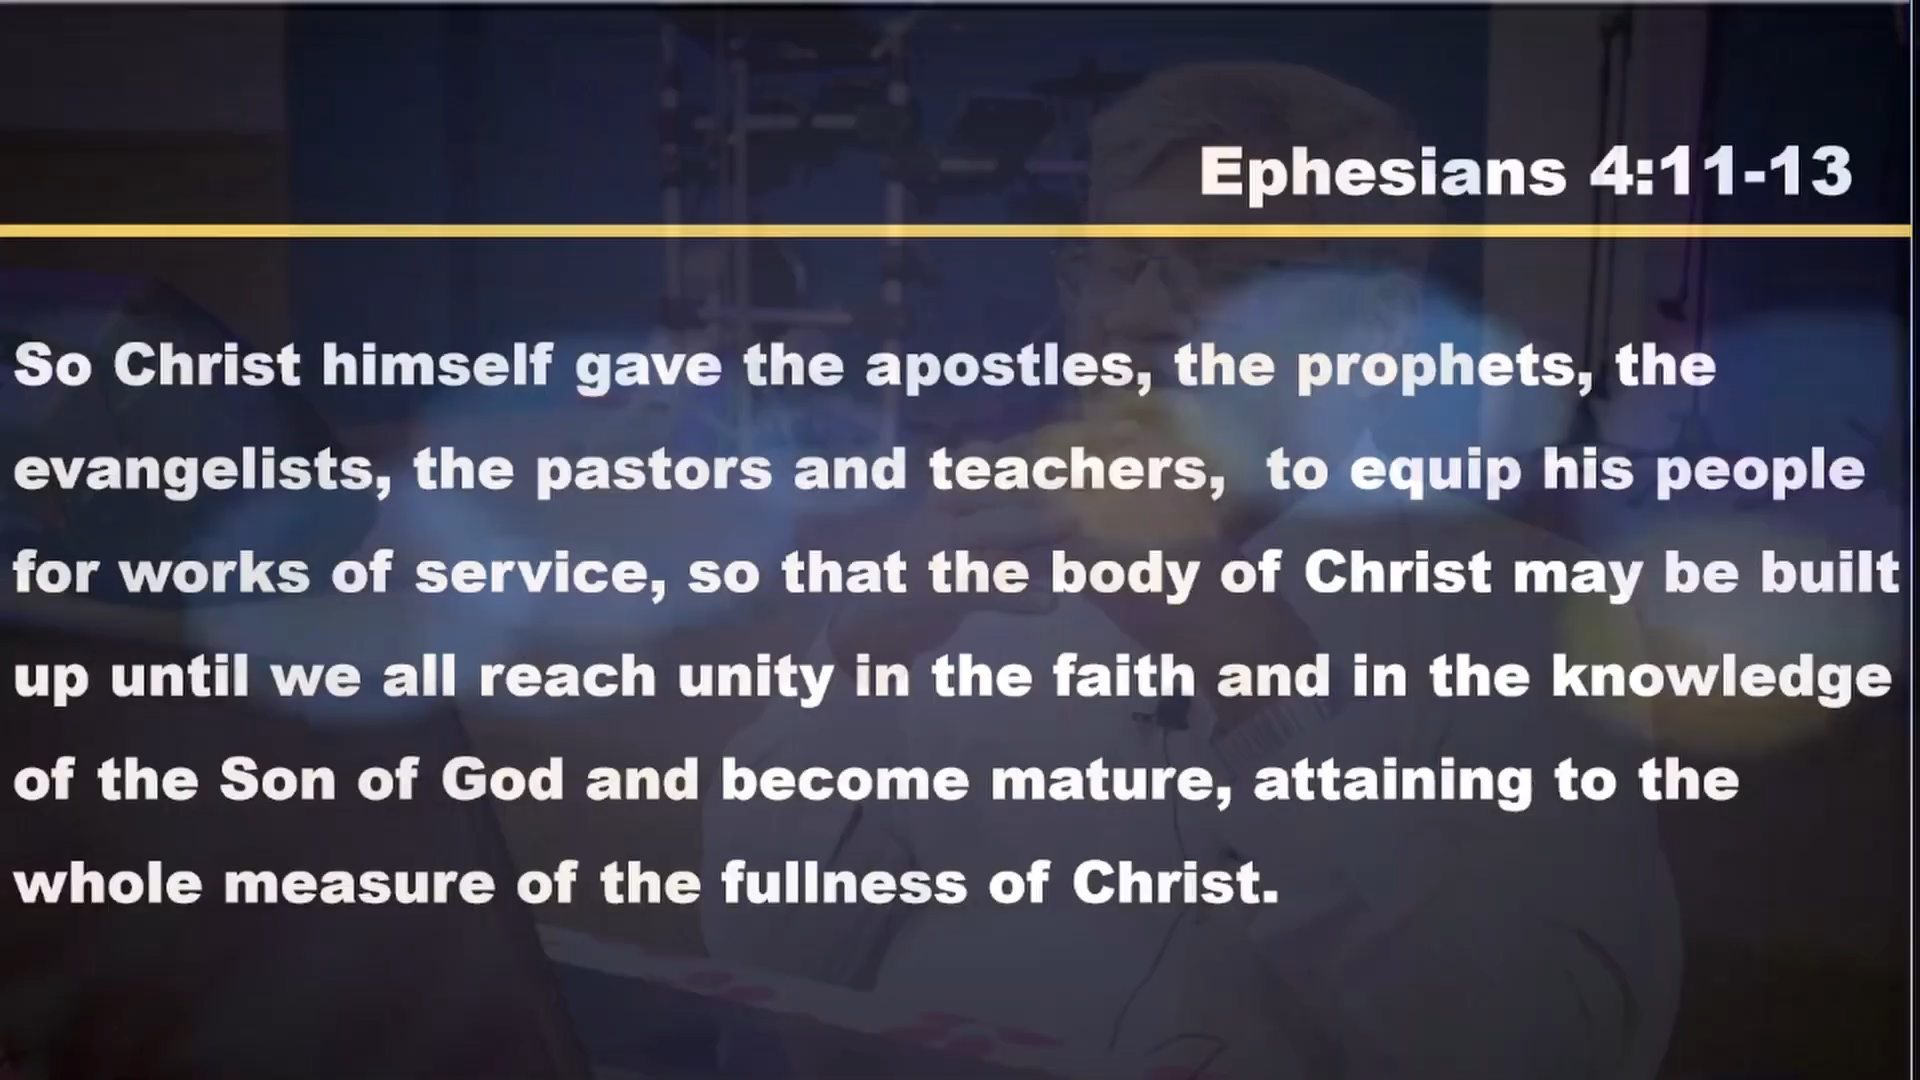 Ephesians 4:11-13
So Christ himself gave the apostles, the prophets, the
evangelists, the pastors and teachers,  to equip his people
for works of service, so that the body of Christ may be built
up until we all reach unity in the faith and in the knowledge
of the Son of God and become mature, attaining to the
whole measure of the fullness of Christ.